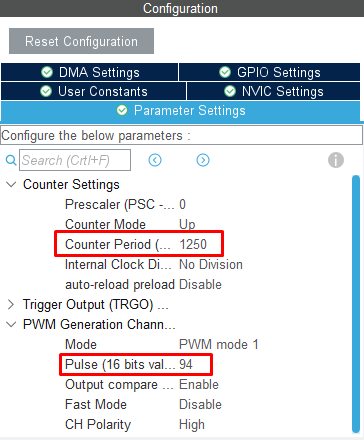 Configuration
Reset Configuration
DMA Settings GPIO Settings
User Constants NVIC Settings
Parameter Settings
Configure the below parameters :
Search (Crtl+F)
Counter Settings
Prescaler (PSC -... 0
Counter Mode Up
Counter Period (... 1250
Internal Clock Di... No Division
auto-reload preload Disable
Trigger Output (TRGO) ...
PWM Generation Chann...
Mode PWM mode 1
Pulse (16 bits val... 94
Output compare ... Enable
Fast Mode Disable
CH Polarity High